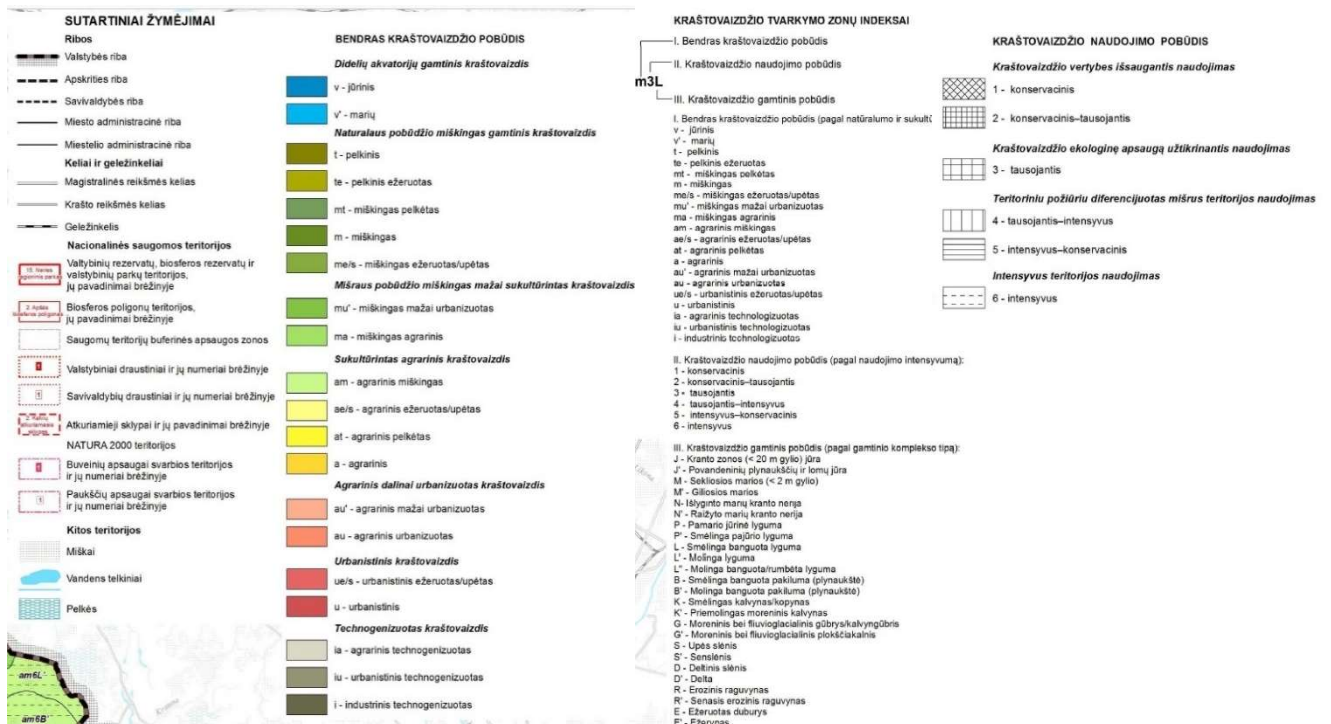 SUTARTINIAI ŽYMĖJIMAI
Ribos
Valstybės riba
Apskrities riba
Savivaldybės riba
Miesto administracinė riba
Miestelio administracinė riba
Keliai ir geležinkeliai
Magistralinės reikšmės kelias
Krašto reikšmės kelias
Geležinkelis
Nacionalinės saugomos teritorijos
Valtybinių rezervatų, biosferos rezervatų ir
valstybinių parkų teritorijos,
jų pavadinimai brėžinyje
Biosferos poligonų teritorijos,
jų pavadinimai brėžinyje
Saugomų teritorijų buferinės apsaugos zonos
1
Valstybiniai draustiniai ir jų numeriai brėžinyje
1
Savivaldybių draustiniai ir jų numeriai brėžinyje
Atkuriamieji sklypai ir jų pavadinimai brėžinyje
NATURA 2000 teritorijos
1
Buveinių apsaugai svarbios teritorijos
ir jų numeriai brėžinyje
1
Paukščių apsaugai svarbios teritorijos
ir jų numeriai brėžinyje
Kitos teritorijos
Miškai
Vandens telkiniai
Pelkės
am6L'
am6B'
BENDRAS KRAŠTOVAIZDŽIO POBŪDIS
Didelių akvatorijų gamtinis kraštovaizdis
v - jūrinis
v' - marių
Naturalaus pobūdžio miškingas gamtinis kraštovaizdis
t - pelkinis
te - pelkinis ežeruotas
mt - miškingas pelkėtas
m - miškingas
me/s - miškingas ežeruotas/upėtas
Mišraus pobūdžio miškingas mažai sukultūrintas kraštovaizdis
mu' - miškingas mažai urbanizuotas
ma - miškingas agrarinis
Sukultūrintas agrarinis kraštovaizdis
am - agrarinis miškingas
ae/s - agrarinis ežeruotas/upėtas
at - agrarinis pelkėtas
a - agrarinis
Agrarinis dalinai urbanizuotas kraštovaizdis
au' - agrarinis mažai urbanizuotas
au - agrarinis urbanizuotas
Urbanistinis kraštovaizdis
ue/s - urbanistinis ežeruotas/upėtas
u - urbanistinis
Technogenizuotas kraštovaizdis
ia - agrarinis technogenizuotas
iu - urbanistinis technogenizuotas
i - industrinis technogenizuotas
KRAŠTOVAIZDŽIO TVARKYMO ZONŲ INDEKSAI
I. Bendras kraštovaizdžio pobūdis
II. Kraštovaizdžio naudojimo pobūdis
m3L
III. Kraštovaizdžio gamtinis pobūdis
I. Bendras kraštovaizdžio pobūdis (pagal natūralumo ir sukultū
v - jūrinis
v' - marių
t - pelkinis
te - pelkinis ežeruotas
mt - miškingas pelkėtas
m - miškingas
me/s - miškingas ežeruotas/upėtas
mu' - miškingas mažai urbanizuotas
ma - miškingas agrarinis
am - agrarinis miškingas
ae/s - agrarinis ežeruotas/upėtas
at - agrarinis pelkėtas
a - agrarinis
au' - agrarinis mažai urbanizuotas
au - agrarinis urbanizuotas
ue/s - urbanistinis ežeruotas/upėtas
u - urbanistinis
ia - agrarinis technologizuotas
iu - urbanistinis technologizuotas
i - industrinis technologizuotas
II. Kraštovaizdžio naudojimo pobūdis (pagal naudojimo intensyvumą):
1 - konservacinis
2 - konservacinis–tausojantis
3 - tausojantis
4 - tausojantis–intensyvus
5 - intensyvus–konservacinis
6 - intensyvus
III. Kraštovaizdžio gamtinis pobūdis (pagal gamtinio komplekso tipą):
J - Kranto zonos (< 20 m gylio) jūra
J' - Povandeninių plynaukščių ir lomų jūra
M - Sekliosios marios (< 2 m gylio)
M' - Giliosios marios
N- Išlyginto marių kranto nerija
N' - Raižyto marių kranto nerija
P - Pamario jūrinė lyguma
P' - Smėlinga pajūrio lyguma
L - Smėlinga banguota lyguma
L' - Molinga lyguma
L" - Molinga banguota/rumbėta lyguma
B - Smėlinga banguota pakiluma (plynaukštė)
B' - Molinga banguota pakiluma (plynaukštė)
K - Smėlingas kalvynas/kopynas
K' - Priemolingas moreninis kalvynas
G - Moreninis bei fliuvioglacialinis gūbrys/kalvyngūbris
G' - Moreninis bei fliuvioglacialinis plokščiakalnis
S - Upės slėnis
S' - Senslėnis
D - Deltinis slėnis
D' - Delta
R - Erozinis raguvynas
R' - Senasis erozinis raguvynas
E - Ežeruotas duburys
E' - Ežerynas
KRAŠTOVAIZDŽIO NAUDOJIMO POBŪDIS
Kraštovaizdžio vertybes išsaugantis naudojimas
1 - konservacinis
2 - konservacinis–tausojantis
Kraštovaizdžio ekologinę apsaugą užtikrinantis naudojimas
3 - tausojantis
Teritoriniu požiūriu diferencijuotas mišrus teritorijos naudojimas
4 - tausojantis–intensyvus
5 - intensyvus–konservacinis
Intensyvus teritorijos naudojimas
6 - intensyvus